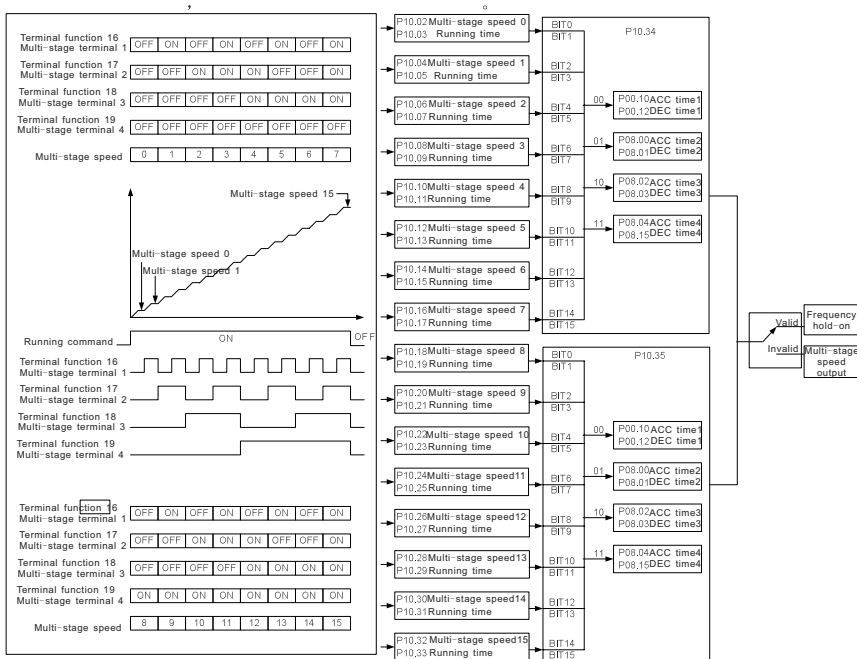 ,
。
Terminal function 16
Multi-stage terminal 1 OFF ON OFF ON OFF ON OFF ON
Terminal function 17
Multi-stage terminal 2 OFF OFF ON ON ON OFF OFF ON
Terminal function 18
Multi-stage terminal 3 OFF OFF OFF OFF ON ON ON ON
Terminal function 19
Multi-stage terminal 4 OFF OFF OFF OFF OFF OFF OFF OFF
Multi-stage speed 0 1 2 3 4 5 6 7
Multi-stage speed 15
Multi-stage speed 0
Multi-stage speed 1
Running command ON OFF
Terminal function 16
Multi-stage terminal 1
Terminal function 17
Multi-stage terminal 2
Terminal function 18
Multi-stage terminal 3
Terminal function 19
Multi-stage terminal 4
Terminal function 16
Multi-stage terminal 1 OFF ON OFF OFF ON ON OFF ON
Terminal function 17
Multi-stage terminal 2 OFF OFF ON ON ON OFF OFF ON
Terminal function 18
Multi-stage terminal 3 OFF OFF OFF OFF ON ON ON ON
Terminal function 19
Multi-stage terminal 4 ON ON ON ON ON ON ON ON
Multi-stage speed 8 9 10 11 12 13 14 15
P10.02 Multi-stage speed 0
P10.03 Running time
P10.04 Multi-stage speed 1
P10.05 Running time
P10.06 Multi-stage speed 2
P10.07 Running time
P10.08 Multi-stage speed 3
P10.09 Running time
P10.10 Multi-stage speed 4
P10.11 Running time
P10.12 Multi-stage speed 5
P10.13 Running time
P10.14 Multi-stage speed 6
P10.15 Running time
P10.16 Multi-stage speed 7
P10.17 Running time
P10.18 Multi-stage speed 8
P10.19 Running time
P10.20 Multi-stage speed 9
P10.21 Running time
P10.22 Multi-stage speed 10
P10.23 Running time
P10.24 Multi-stage speed11
P10.25 Running time
P10.26 Multi-stage speed12
P10.27 Running time
P10.28 Multi-stage speed13
P10.29 Running time
P10.30 Multi-stage speed14
P10.31 Running time
P10.32 Multi-stage speed15
P10.33 Running time
P10.34
BIT0
BIT1
BIT2
BIT3
BIT4
BIT5
BIT6
BIT7
BIT8
BIT9
BIT10
BIT11
BIT12
BIT13
BIT14
BIT15
00 P00.10 ACC time1
P00.12 DEC time1
01 P08.00 ACC time2
P08.01 DEC time2
10 P08.02 ACC time3
P08.03 DEC time3
11 P08.04 ACC time4
P08.15 DEC time4
P10.35
BIT0
BIT1
BIT2
BIT3
BIT4
BIT5
BIT6
BIT7
BIT8
BIT9
BIT10
BIT11
BIT12
BIT13
BIT14
BIT15
00 P00.10 ACC time1
P00.12 DEC time1
01 P08.00 ACC time2
P08.01 DEC time2
10 P08.02 ACC time3
P08.03 DEC time3
11 P08.04 ACC time4
P08.15 DEC time4
Valid
Frequency
hold-on
Invalid
Multi-stage
speed
output